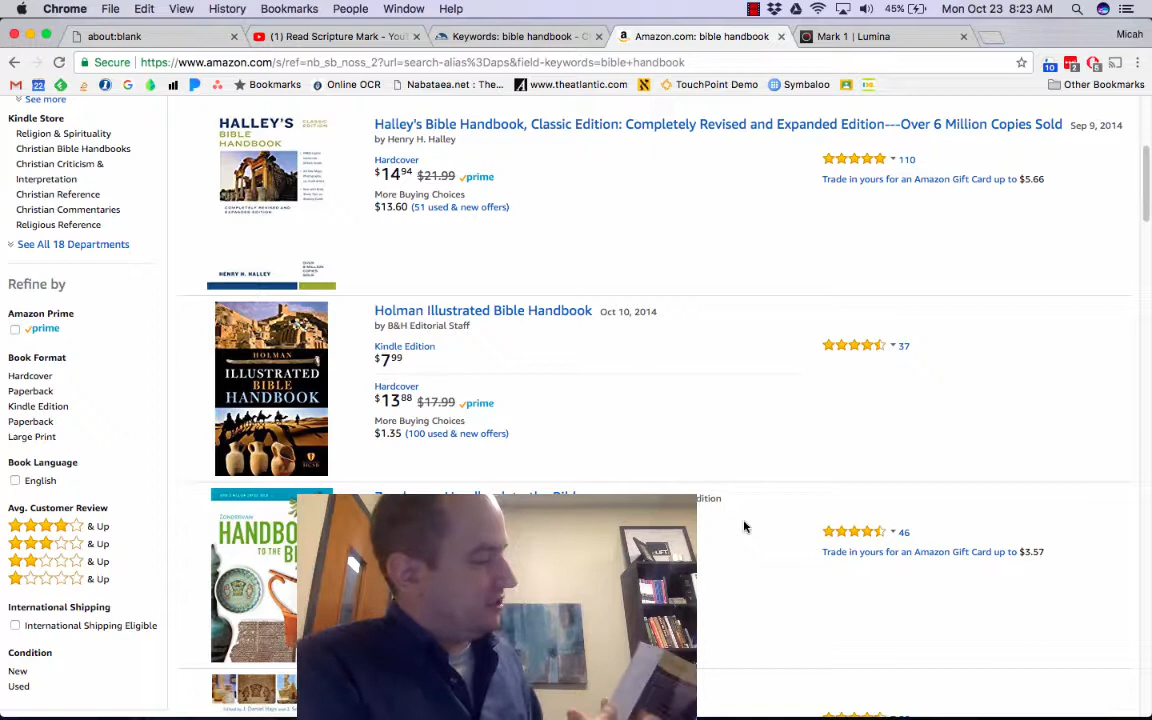 Chrome File Edit View History Bookmarks People Window Help 45% Mon Oct 23 8:23 AM
about:blank (1) Read Scripture Mark - You Keywords: bible handbook - C Amazon.com: bible handbook Mark 1 | Lumina Micah
Secure https://www.amazon.com/s/ref=nb_sb_noss_2?url=search-alias%3Daps&field-keywords=bible+handbook
Bookmarks Online OCR Nabataea.net : The... www.theatlantic.com TouchPoint Demo Symbaloo Other Bookmarks
See more
Kindle Store
Religion & Spirituality
Christian Bible Handbooks
Christian Criticism &
Interpretation
Christian Reference
Christian Commentaries
Religious Reference
See All 18 Departments
Refine by
Amazon Prime
prime
Book Format
Hardcover
Paperback
Kindle Edition
Paperback
Large Print
Book Language
English
Avg. Customer Review
& Up
& Up
& Up
& Up
International Shipping
International Shipping Eligible
Condition
New
Used
HALLEY'S
BIBLE
HANDBOOK
CLASSIC
EDITION
HENRY H. HALLEY
Halley's Bible Handbook, Classic Edition: Completely Revised and Expanded Edition---Over 6 Million Copies Sold Sep 9, 2014
by Henry H. Halley
Hardcover
$14.94 $21.99 prime
More Buying Choices
$13.60 (51 used & new offers)
110
Trade in yours for an Amazon Gift Card up to $5.66
HOLMAN
ILLUSTRATED
BIBLE
HANDBOOK
Holman Illustrated Bible Handbook Oct 10, 2014
by B&H Editorial Staff
Kindle Edition
$7.99
Hardcover
$13.88 $17.99 prime
More Buying Choices
$1.35 (100 used & new offers)
37
ZONDERVAN
HANDBO
TO THE B
dition
46
Trade in yours for an Amazon Gift Card up to $3.57